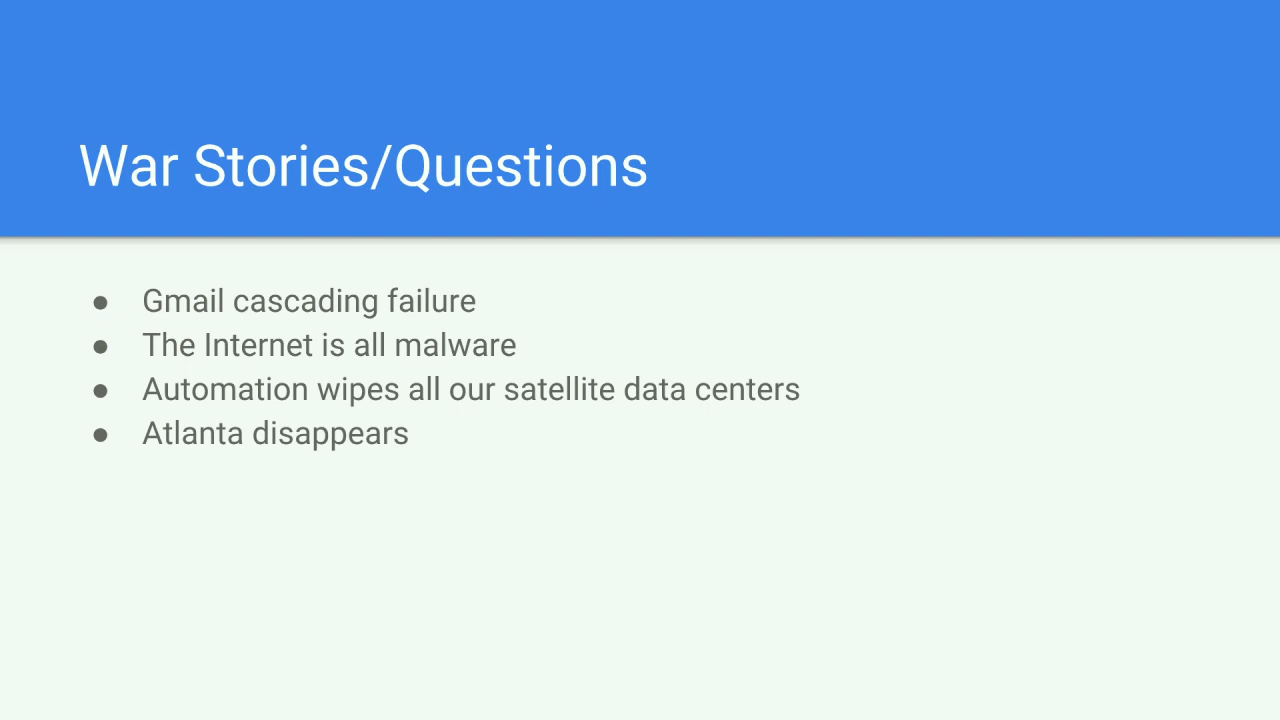 War Stories/Questions
● Gmail cascading failure
● The Internet is all malware
● Automation wipes all our satellite data centers
● Atlanta disappears